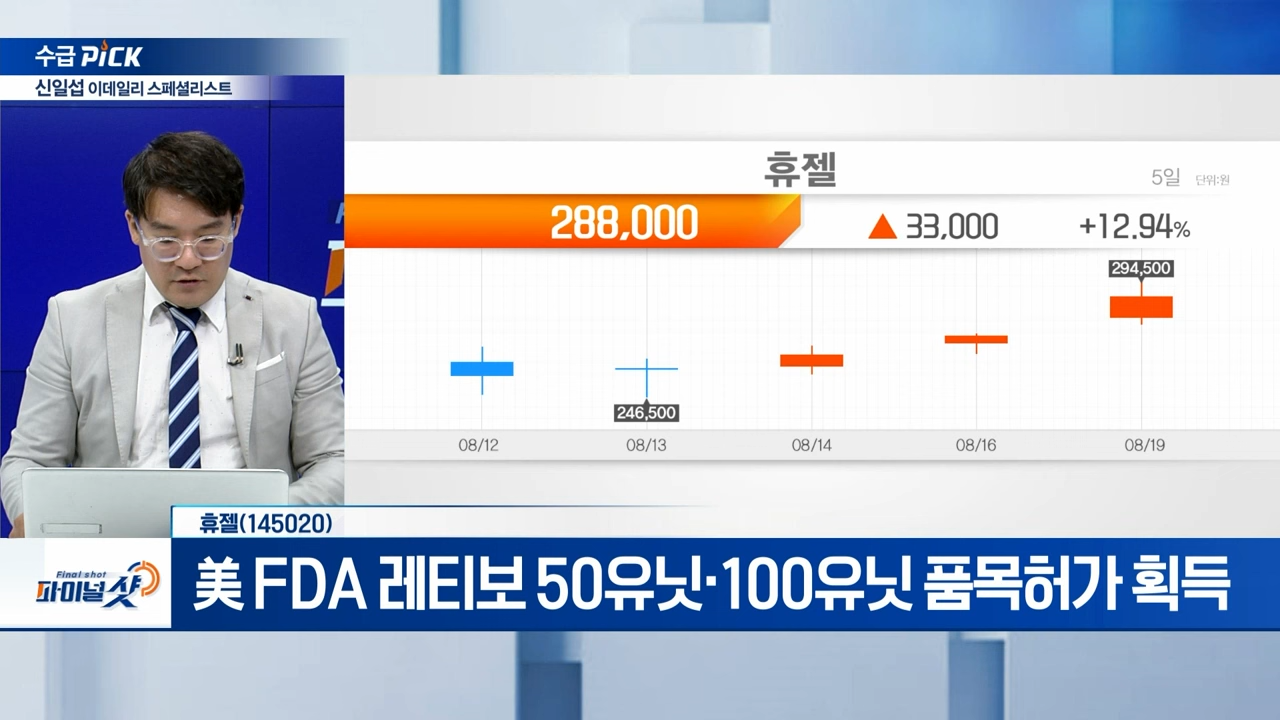 수급 PiCK
신일섭 이데일리 스페셜리스트
휴젤
5일 단위:원
288,000 ▲ 33,000 +12.94%
294,500
246,500
08/12 08/13 08/14 08/16 08/19
휴젤(145020)
Final shot
파이널샷
美 FDA 레티보 50유닛·100유닛 품목허가 획득